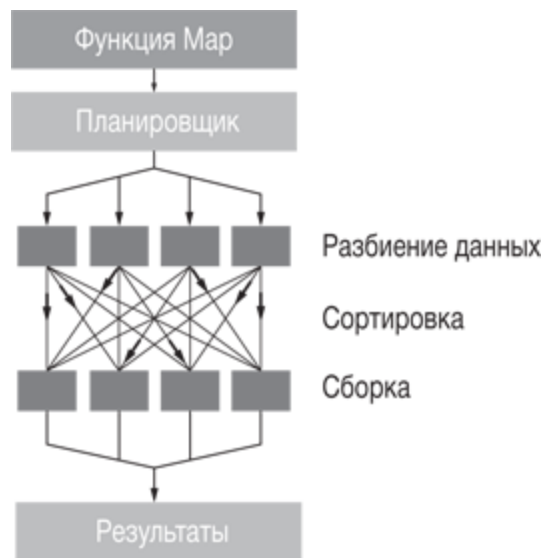 Функция Map
Планировщик
Разбиение данных
Сортировка
Сборка
Результаты